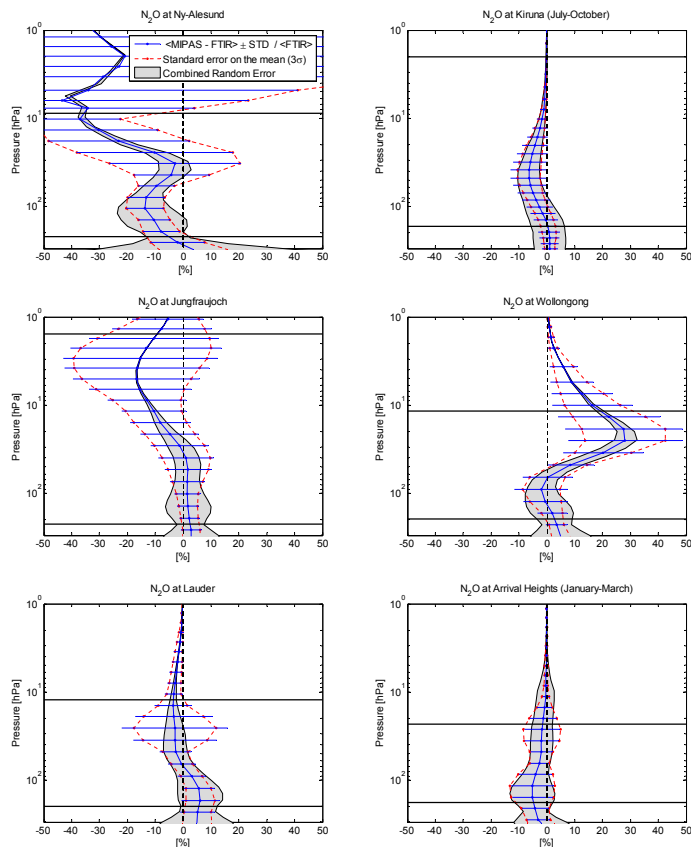 N2O at Ny-Alesund
N2O at Kiruna (July-October)
<MIPAS - FTIR> ± STD / <FTIR>
Standard error on the mean (3σ)
Combined Random Error
Pressure [hPa]
10^0
10^1
10^2
-50 -40 -30 -20 -10 0 10 20 30 40 50
[%]
Pressure [hPa]
10^0
10^1
10^2
-50 -40 -30 -20 -10 0 10 20 30 40 50
[%]
N2O at Jungfraujoch
N2O at Wollongong
Pressure [hPa]
10^0
10^1
10^2
-50 -40 -30 -20 -10 0 10 20 30 40 50
[%]
Pressure [hPa]
10^0
10^1
10^2
-50 -40 -30 -20 -10 0 10 20 30 40 50
[%]
N2O at Lauder
N2O at Arrival Heights (January-March)
Pressure [hPa]
10^0
10^1
10^2
-50 -40 -30 -20 -10 0 10 20 30 40 50
[%]
Pressure [hPa]
10^0
10^1
10^2
-50 -40 -30 -20 -10 0 10 20 30 40 50
[%]